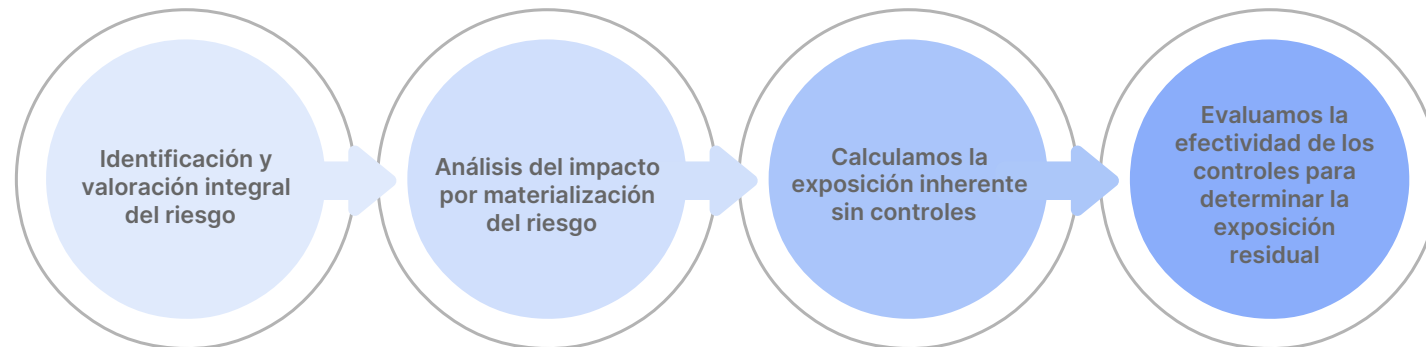 Identificación y
valoración integral
del riesgo
Análisis del impacto
por materialización
del riesgo
Calculamos la
exposición inherente
sin controles
Evaluamos la
efectividad de los
controles para
determinar la
exposición
residual